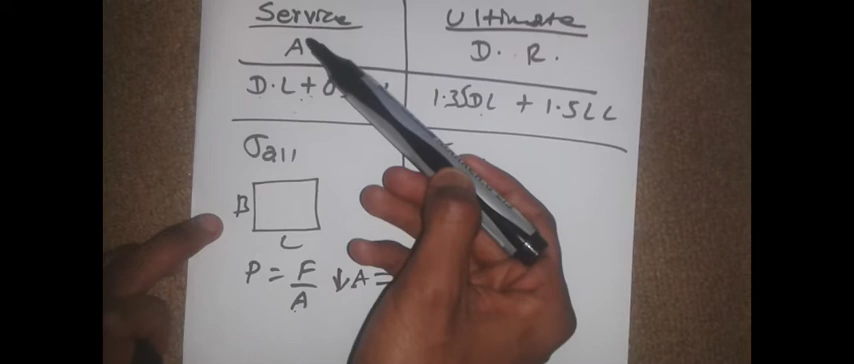 Service
Ultimate
A
D. R.
D.L +
1.35DL + 1.5LL
σall
B
L
P = F/A ↓A =